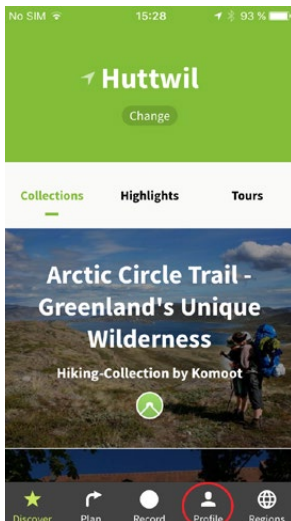 No SIM 15:28 93 %
Huttwil
Change
Collections Highlights Tours
Arctic Circle Trail -
Greenland's Unique
Wilderness
Hiking-Collection by Komoot
Discover Plan Record Profile Regions